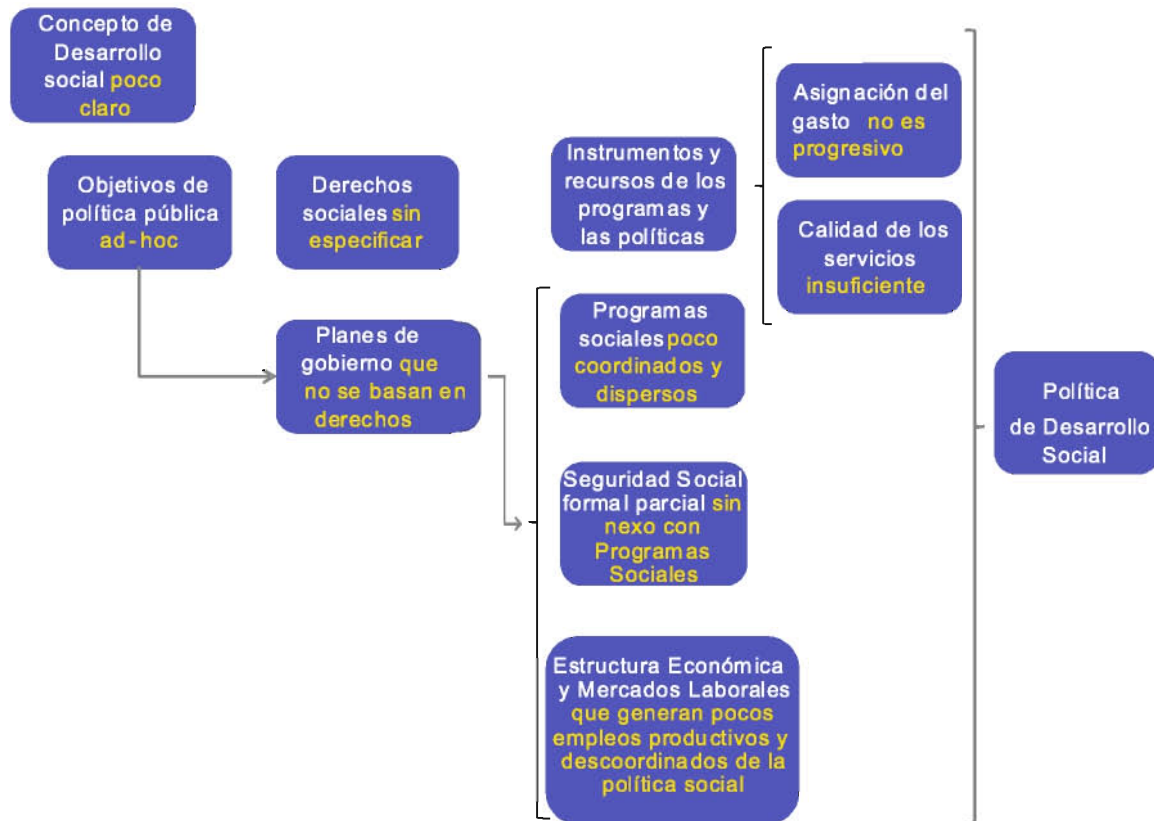 Concepto de
Desarrollo
social poco
claro
Objetivos de
política pública
ad-hoc
Derechos
sociales sin
especificar
Planes de
gobierno que
no se basan en
derechos
Instrumentos y
recursos de los
programas y
las políticas
Asignación del
gasto no es
progresivo
Calidad de los
servicios
insuficiente
Programas
sociales poco
coordinados y
dispersos
Seguridad Social
formal parcial sin
nexo con
Programas
Sociales
Estructura Económica
y Mercados Laborales
que generan pocos
empleos productivos y
descoordinados de la
política social
Política
de Desarrollo
Social